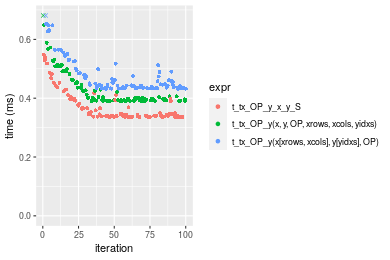 0.6
0.4
0.2
0.0
time (ms)
0
25
50
75
100
iteration
expr
t_tx_OP_y_x_y_S
t_tx_OP_y(x, y, OP, xrows, xcols, yidxs)
t_tx_OP_y(x[xrows, xcols], y[yidxs], OP)